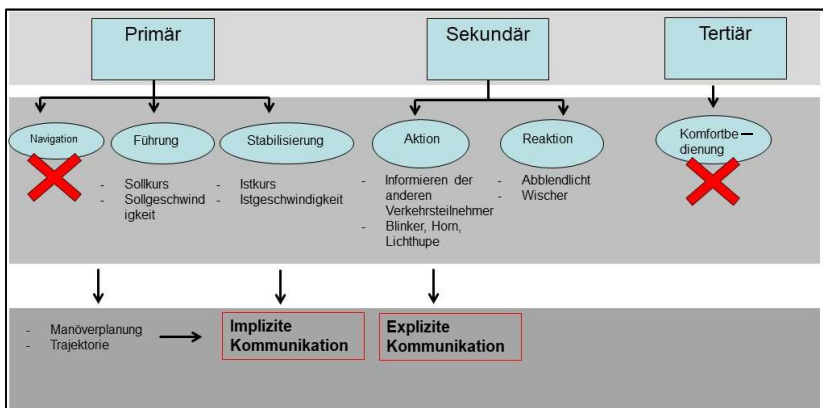 Primär
Sekundär
Tertiär
Navigation
Führung
Stabilisierung
Aktion
Reaktion
Komfortbe–
dienung
- Sollkurs
- Sollgeschwind
igkeit
- Istkurs
- Istgeschwindigkeit
- Informieren der
anderen
Verkehrsteilnehmer
- Blinker, Horn,
Lichthupe
- Abblendlicht
- Wischer
- Manöverplanung
- Trajektorie
Implizite
Kommunikation
Explizite
Kommunikation